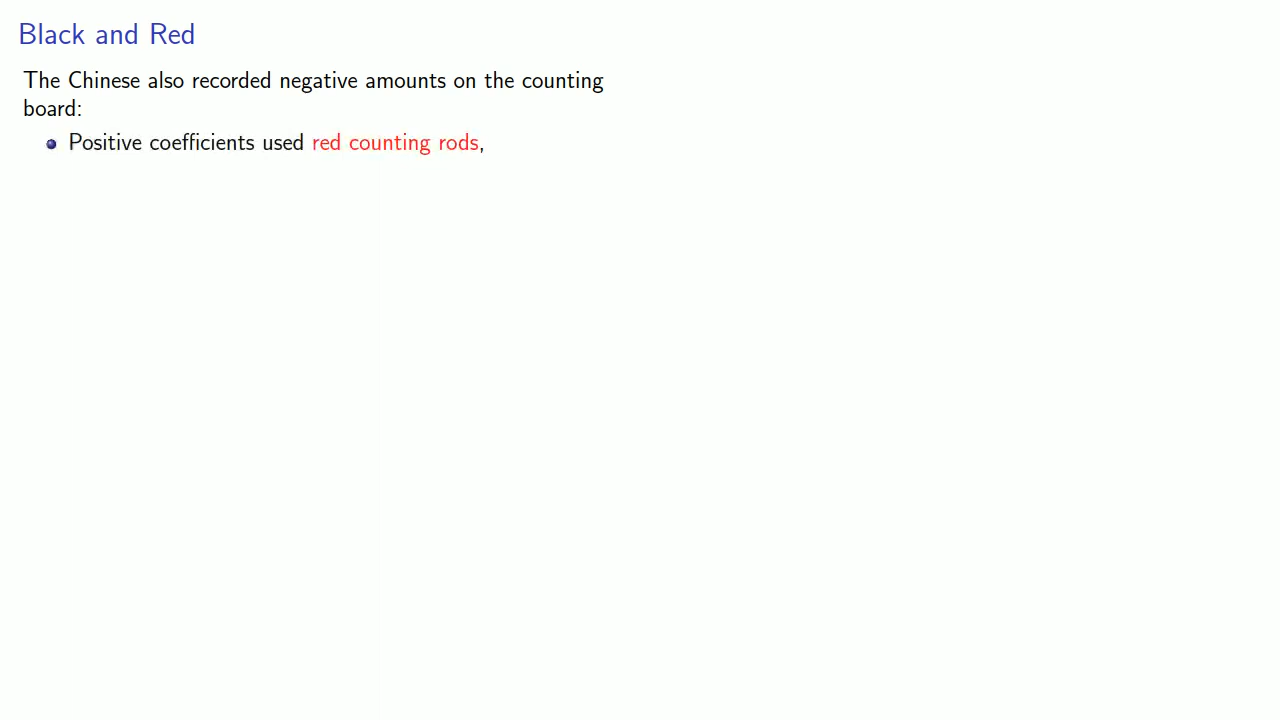 Black and Red
The Chinese also recorded negative amounts on the counting
board:
Positive coefficients used red counting rods,